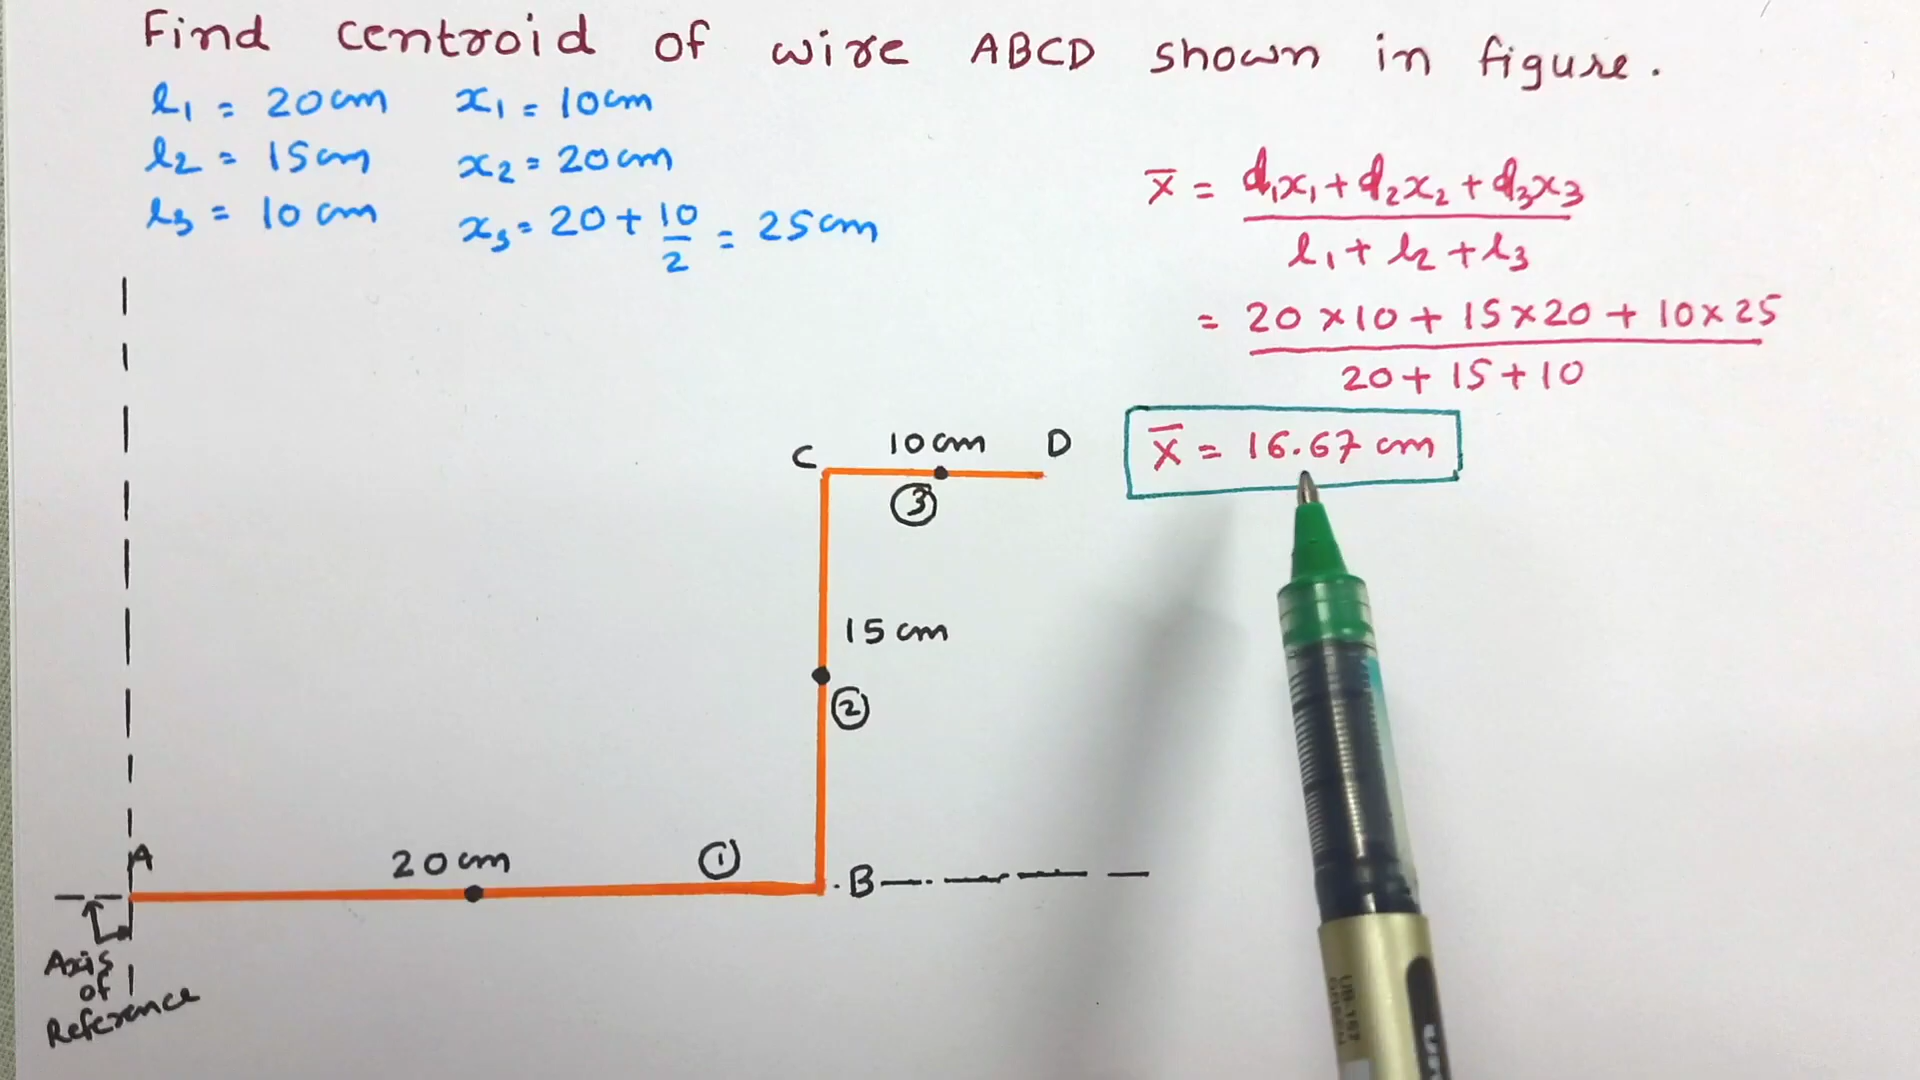 Find centroid of wire ABCD shown in figure.
l₁ = 20cm x₁ = 10cm
l₂ = 15cm x₂ = 20cm
l₃ = 10cm x₃ = 20 + 10/2 = 25cm
x̄ = l₁x₁ + l₂x₂ + l₃x₃
l₁ + l₂ + l₃
= 20 × 10 + 15 × 20 + 10 × 25
20 + 15 + 10
x̄ = 16.67 cm
C 10cm D
③
15 cm
②
A 20cm ① B
Axis
of
Reference
UB-157